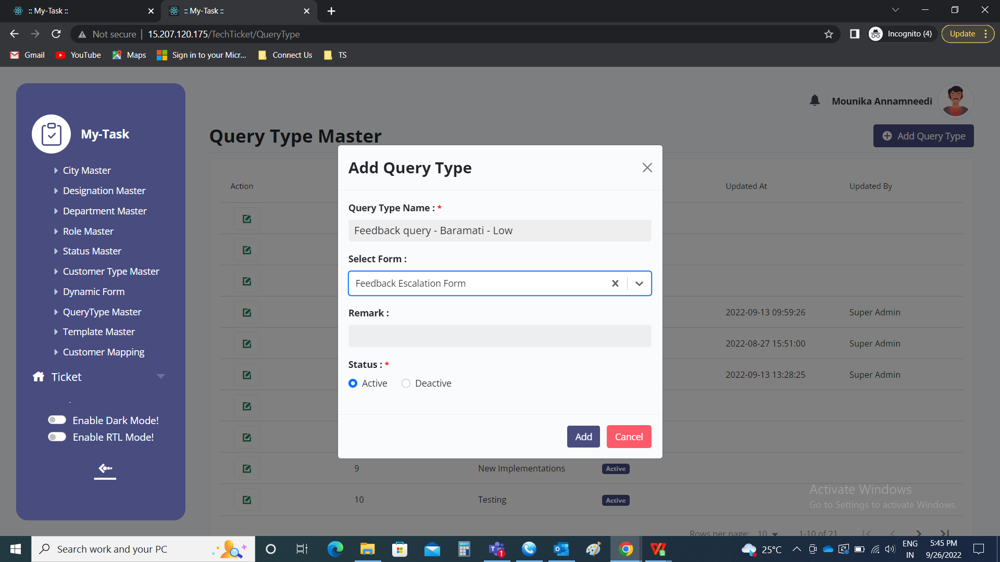 :: My-Task ::
:: My-Task ::
Not secure
15.207.120.175/TechTicket/QueryType
Incognito (4)
Update
Gmail
YouTube
Maps
Sign in to your Micr...
Connect Us
TS
My-Task
City Master
Designation Master
Department Master
Role Master
Status Master
Customer Type Master
Dynamic Form
QueryType Master
Template Master
Customer Mapping
Ticket
Enable Dark Mode!
Enable RTL Mode!
Mounika Annamneedi
Query Type Master
Add Query Type
Action
Updated At
Updated By
2022-09-13 09:59:26
Super Admin
2022-08-27 15:51:00
Super Admin
2022-09-13 13:28:25
Super Admin
9
New Implementations
Active
10
Testing
Active
Rows per page:
10
1-10 of 21
Add Query Type
Query Type Name : *
Feedback query - Baramati - Low
Select Form :
Feedback Escalation Form
Remark :
Status : *
Active
Deactive
Add
Cancel
Activate Windows
Go to Settings to activate Windows.
Search work and your PC
1
25°C
ENG
IN
5:45 PM
9/26/2022